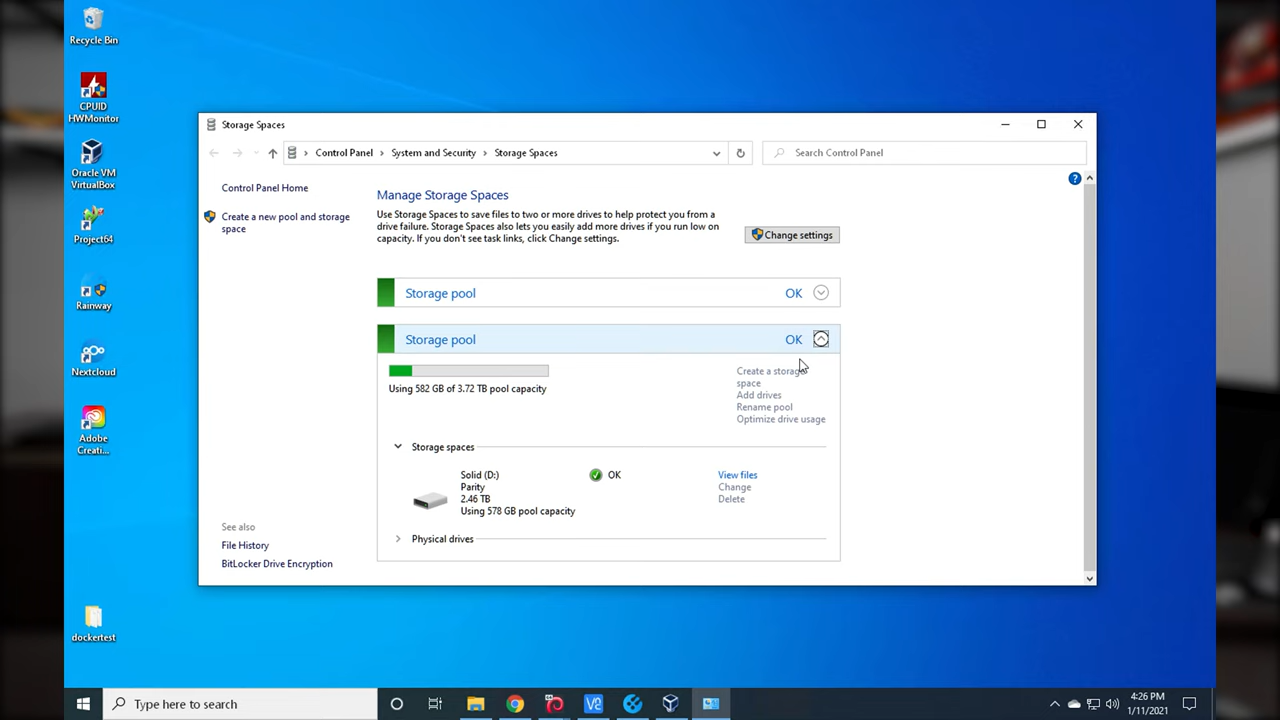 Recycle Bin
CPUID
HWMonitor
Oracle VM
VirtualBox
Project64
Rainway
Nextcloud
Adobe
Creati...
dockertest
Storage Spaces
Control Panel > System and Security > Storage Spaces
Search Control Panel
Control Panel Home
Create a new pool and storage
space
See also
File History
BitLocker Drive Encryption
Manage Storage Spaces
Use Storage Spaces to save files to two or more drives to help protect you from a
drive failure. Storage Spaces also lets you easily add more drives if you run low on
capacity. If you don't see task links, click Change settings.
Change settings
Storage pool OK
Storage pool OK
Using 582 GB of 3.72 TB pool capacity
Create a storage
space
Add drives
Rename pool
Optimize drive usage
Storage spaces
Solid (D:)
Parity
2.46 TB
Using 578 GB pool capacity
OK
View files
Change
Delete
Physical drives
Type here to search
4:26 PM
1/11/2021